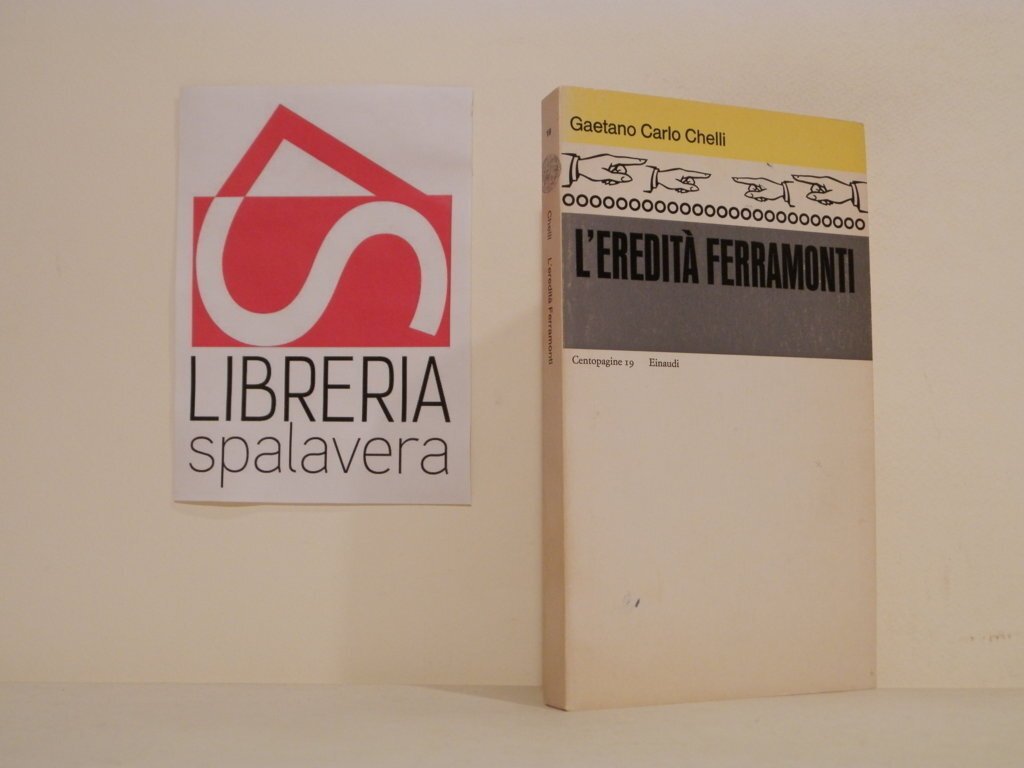 LIBRERIA
spalavera
Gaetano Carlo Chelli
L'EREDITÀ FERRAMONTI
Centopagine 19 Einaudi
Chelli L'eredità Ferramonti